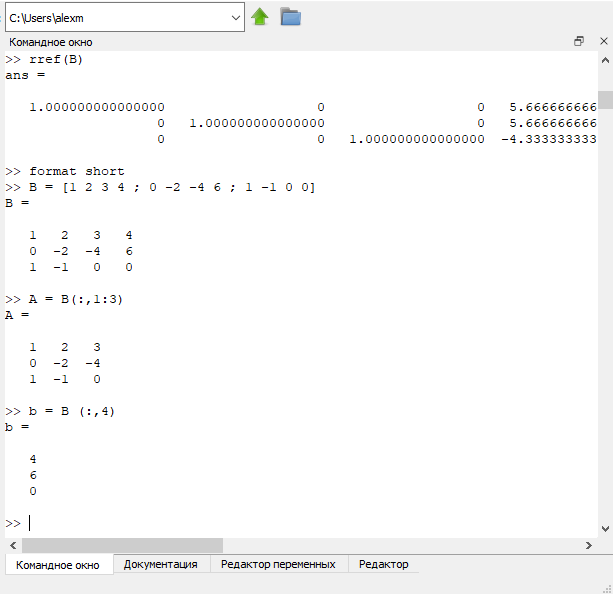 C:\Users\alexm
Командное окно
>> rref(B)
ans =
1.000000000000000 0 0 5.666666666
0 1.000000000000000 0 5.666666666
0 0 1.000000000000000 -4.333333333
>> format short
>> B = [1 2 3 4 ; 0 -2 -4 6 ; 1 -1 0 0]
B =
1 2 3 4
0 -2 -4 6
1 -1 0 0
>> A = B(:,1:3)
A =
1 2 3
0 -2 -4
1 -1 0
>> b = B (:,4)
b =
4
6
0
>>
Командное окно Документация Редактор переменных Редактор